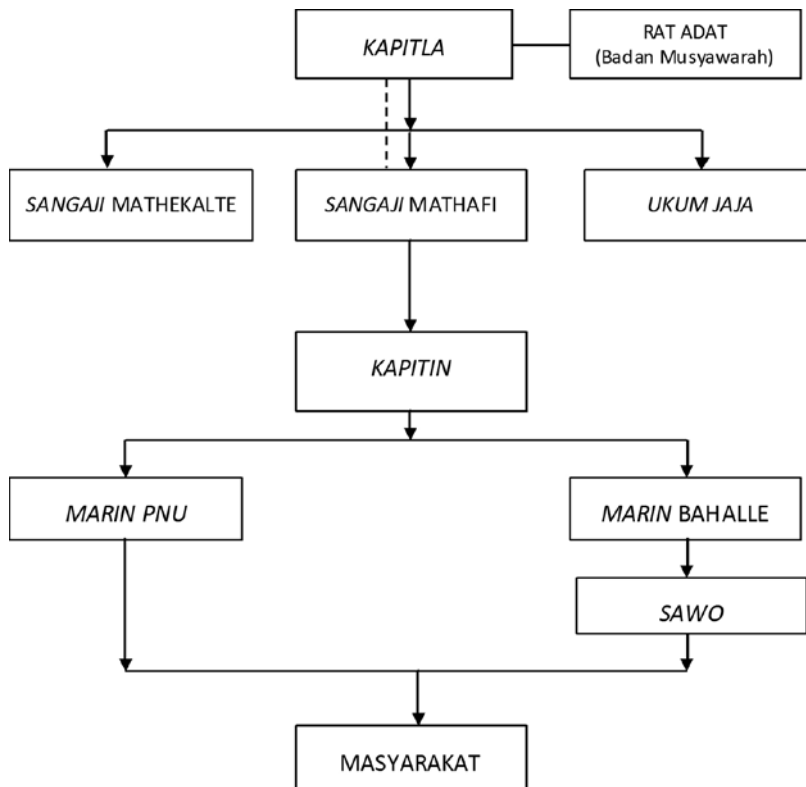 KAPITLA
RAT ADAT
(Badan Musyawarah)
SANGAJI MATHEKALTE
SANGAJI MATHAFI
UKUM JAJA
KAPITIN
MARIN PNU
MARIN BAHALLE
SAWO
MASYARAKAT